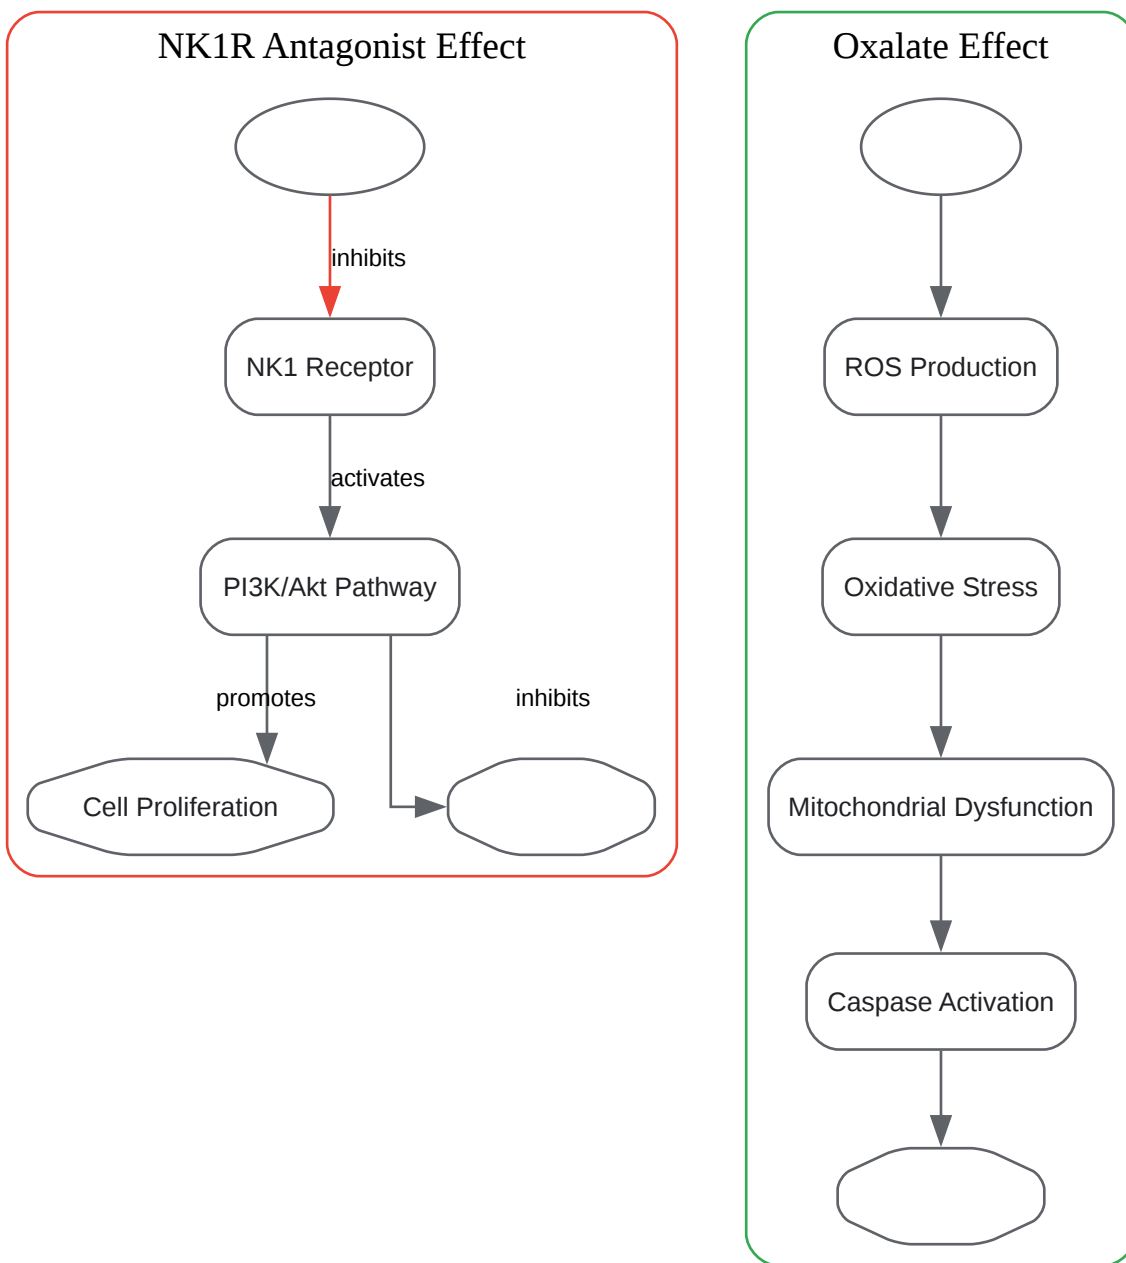 NK1R Antagonist Effect
inhibits
NK1 Receptor
activates
PI3K/Akt Pathway
promotes
inhibits
Cell Proliferation
Oxalate Effect
ROS Production
Oxidative Stress
Mitochondrial Dysfunction
Caspase Activation